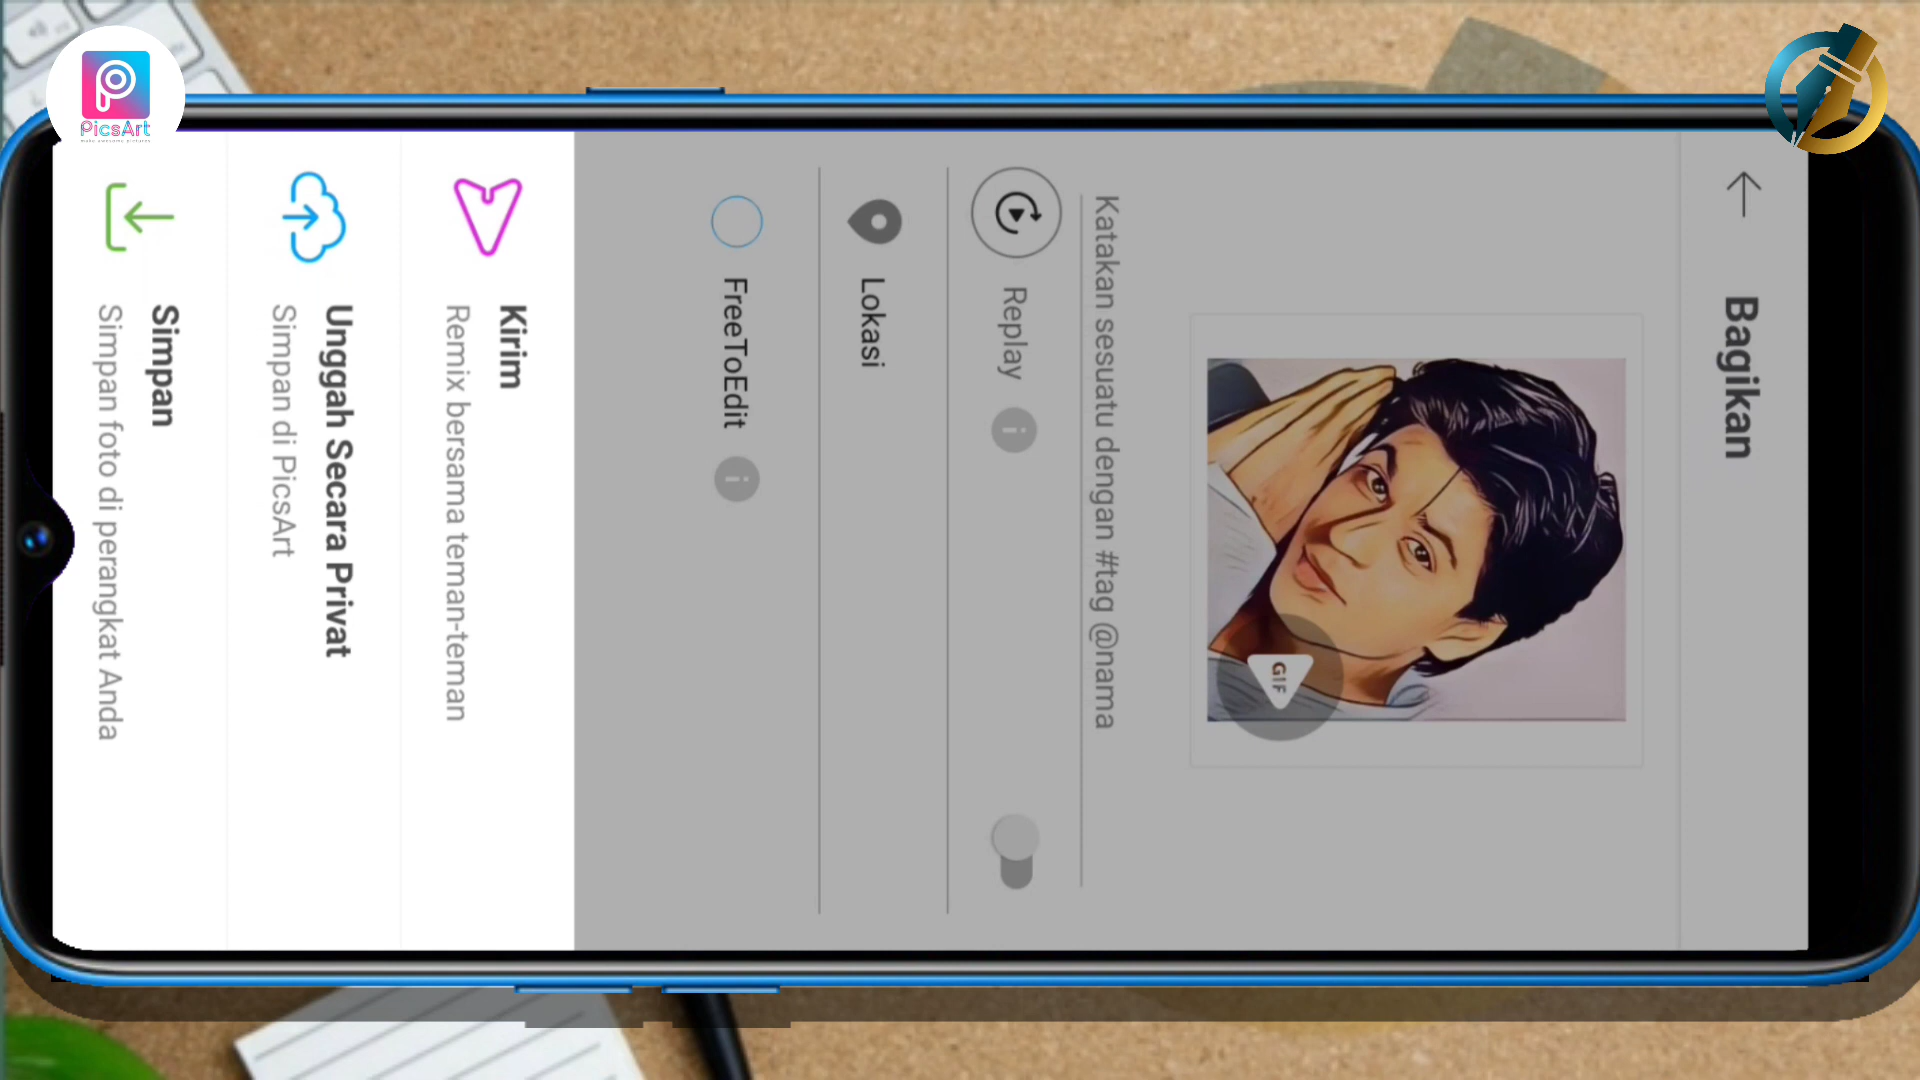 PicsArt
Bagikan
GIF
Katakan sesuatu dengan #tag @nama
Replay
i
Lokasi
FreeToEdit
i
Kirim
Remix bersama teman-teman
Unggah Secara Privat
Simpan di PicsArt
Simpan
Simpan foto di perangkat Anda